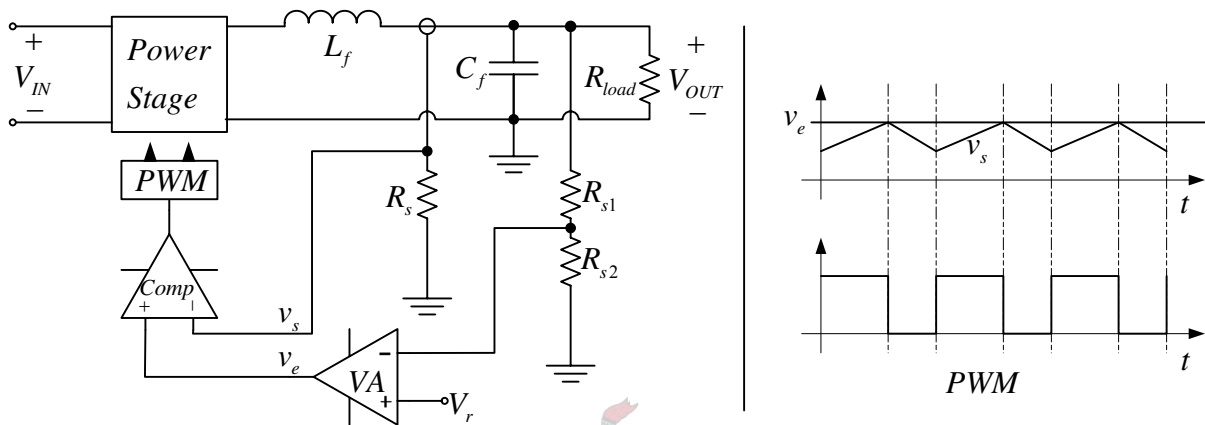 +
V_IN
−
Power
Stage
L_f
C_f
R_load
+
V_OUT
−
PWM
R_s
R_s1
R_s2
Comp
+ −
v_s
v_e
VA
-
+
V_r
v_e
v_s
t
t
PWM